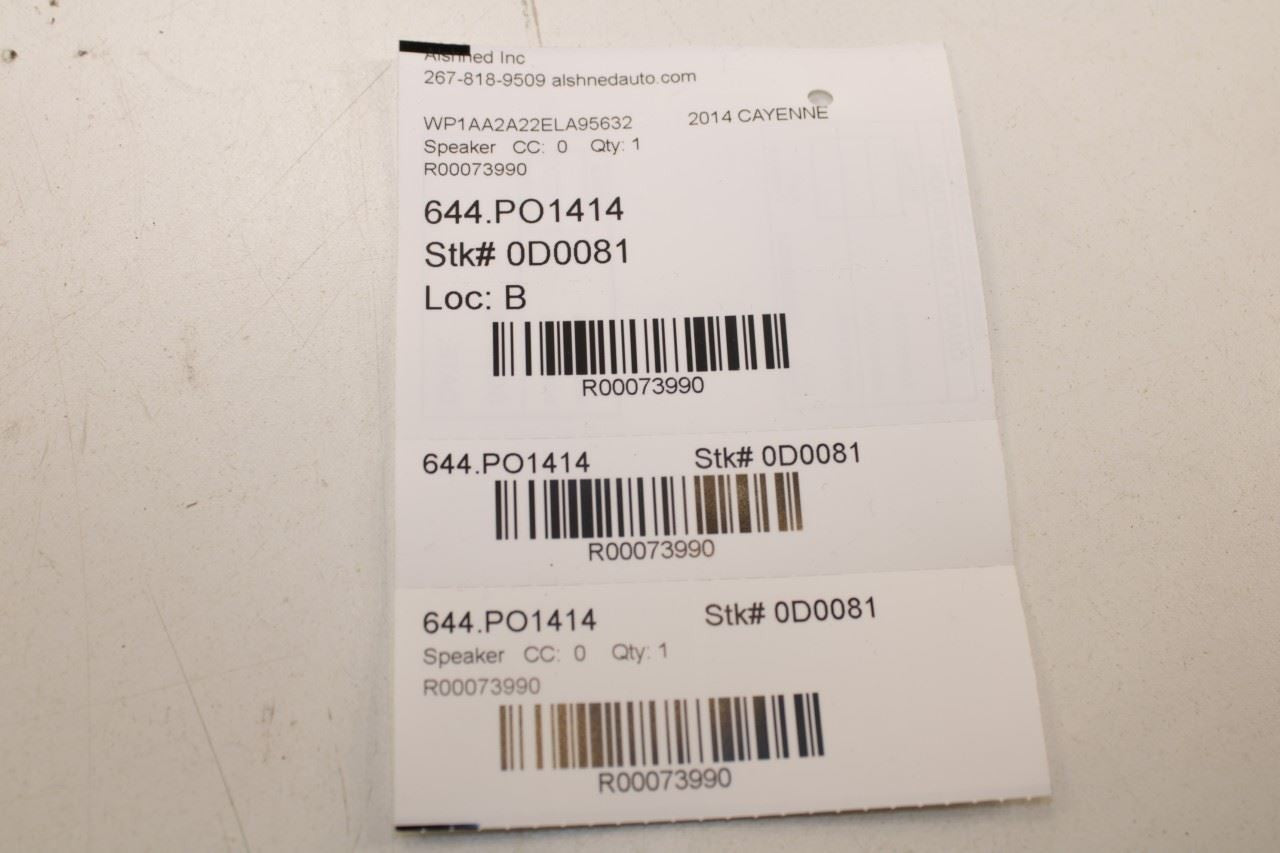 Alshned Inc
267-818-9509 alshnedauto.com
WP1AA2A22ELA95632 2014 CAYENNE
Speaker CC: 0 Qty: 1
R00073990
644.PO1414
Stk# 0D0081
Loc: B
R00073990
644.PO1414 Stk# 0D0081
R00073990
644.PO1414 Stk# 0D0081
Speaker CC: 0 Qty: 1
R00073990
R00073990